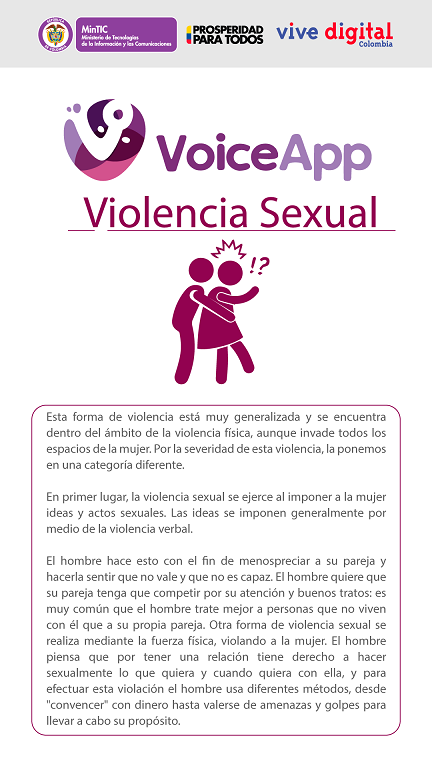 MinTIC
Ministerio de Tecnologías
de la Información y las Comunicaciones
PROSPERIDAD
PARA TODOS
vive digital
Colombia
VoiceApp
Violencia Sexual
!?
Esta forma de violencia está muy generalizada y se encuentra
dentro del ámbito de la violencia física, aunque invade todos los
espacios de la mujer. Por la severidad de esta violencia, la ponemos
en una categoría diferente.
En primer lugar, la violencia sexual se ejerce al imponer a la mujer
ideas y actos sexuales. Las ideas se imponen generalmente por
medio de la violencia verbal.
El hombre hace esto con el fin de menospreciar a su pareja y
hacerla sentir que no vale y que no es capaz. El hombre quiere que
su pareja tenga que competir por su atención y buenos tratos: es
muy común que el hombre trate mejor a personas que no viven
con él que a su propia pareja. Otra forma de violencia sexual se
realiza mediante la fuerza física, violando a la mujer. El hombre
piensa que por tener una relación tiene derecho a hacer
sexualmente lo que quiera y cuando quiera con ella, y para
efectuar esta violación el hombre usa diferentes métodos, desde
"convencer" con dinero hasta valerse de amenazas y golpes para
llevar a cabo su propósito.